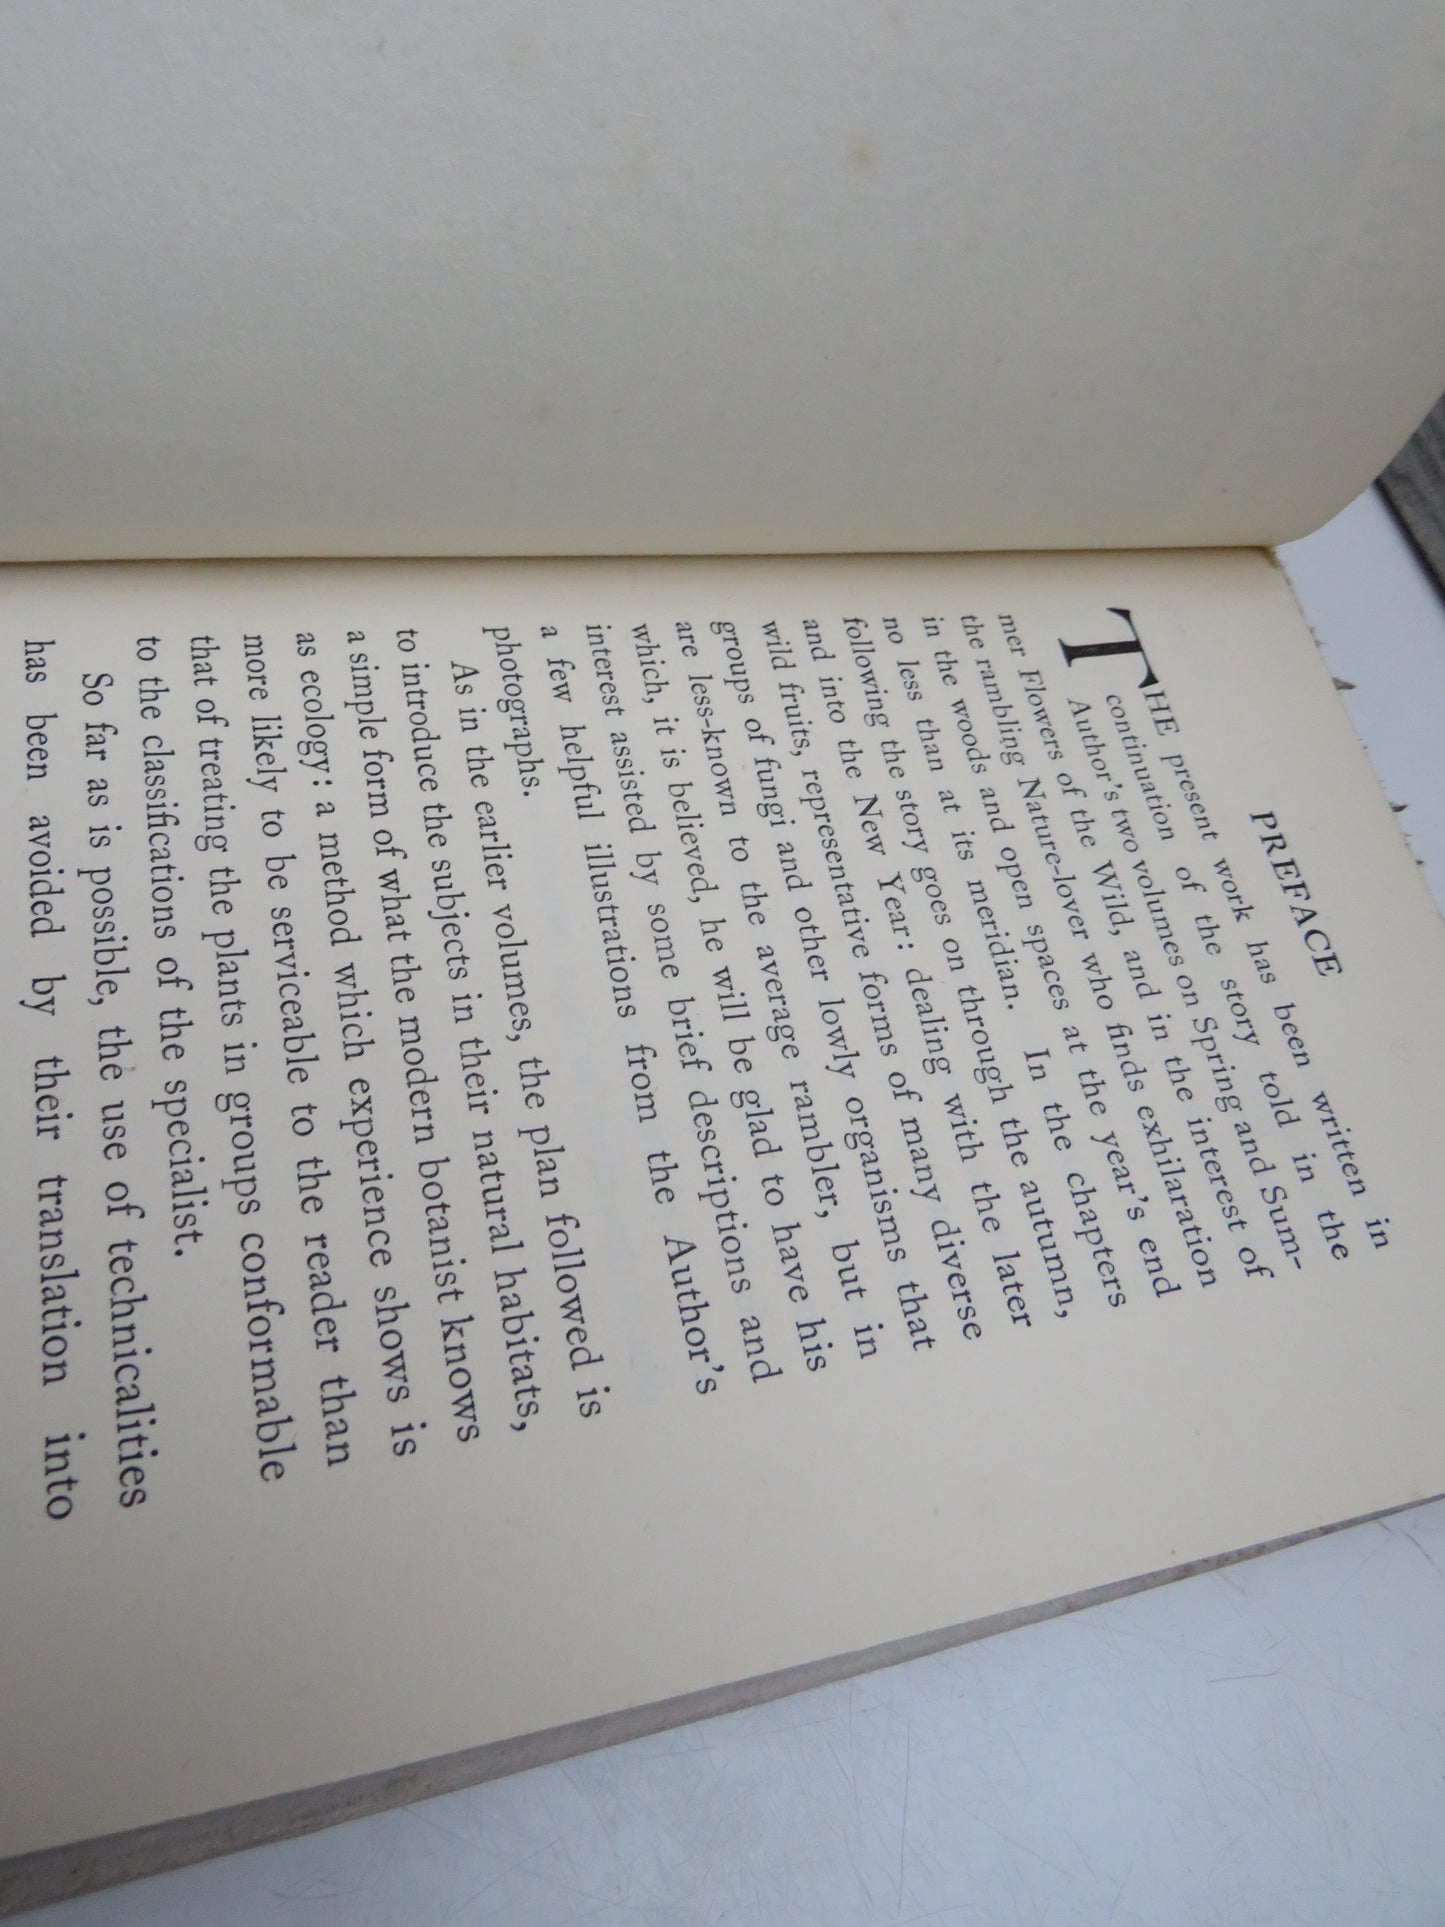 PREFACE
THE present work has been written in
continuation of the story told in the
Author's two volumes on Spring and Sum-
mer Flowers of the Wild, and in the interest of
the rambling Nature-lover who finds exhilaration
in the woods and open spaces at the year's end
no less than at its meridian. In the chapters
following the story goes on through the autumn,
and into the New Year: dealing with the later
wild fruits, representative forms of many diverse
groups of fungi and other lowly organisms that
are less-known to the average rambler, but in
which, it is believed, he will be glad to have his
interest assisted by some brief descriptions and
a few helpful illustrations from the Author's
photographs.
As in the earlier volumes, the plan followed is
to introduce the subjects in their natural habitats,
a simple form of what the modern botanist knows
as ecology: a method which experience shows is
more likely to be serviceable to the reader than
that of treating the plants in groups conformable
to the classifications of the specialist.
So far as is possible, the use of technicalities
has been avoided by their translation into